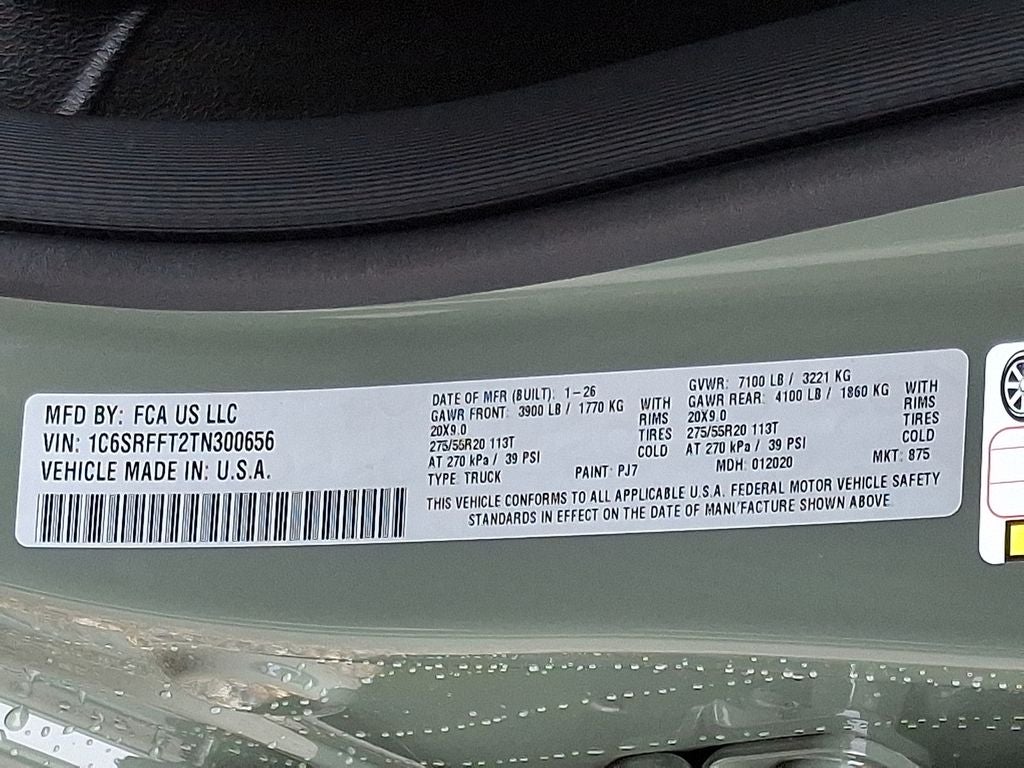 MFD BY: FCA US LLC
VIN: 1C6SRFFT2TN300656
VEHICLE MADE IN: U.S.A.
DATE OF MFR (BUILT): 1-26
GAWR FRONT: 3900 LB / 1770 KG WITH
20X9.0 RIMS
275/55R20 113T TIRES
AT 270 kPa / 39 PSI COLD
TYPE: TRUCK PAINT: PJ7
GVWR: 7100 LB / 3221 KG
GAWR REAR: 4100 LB / 1860 KG WITH
20X9.0 RIMS
275/55R20 113T TIRES
AT 270 kPa / 39 PSI COLD
MDH: 012020 MKT: 875
THIS VEHICLE CONFORMS TO ALL APPLICABLE U.S.A. FEDERAL MOTOR VEHICLE SAFETY
STANDARDS IN EFFECT ON THE DATE OF MANUFACTURE SHOWN ABOVE